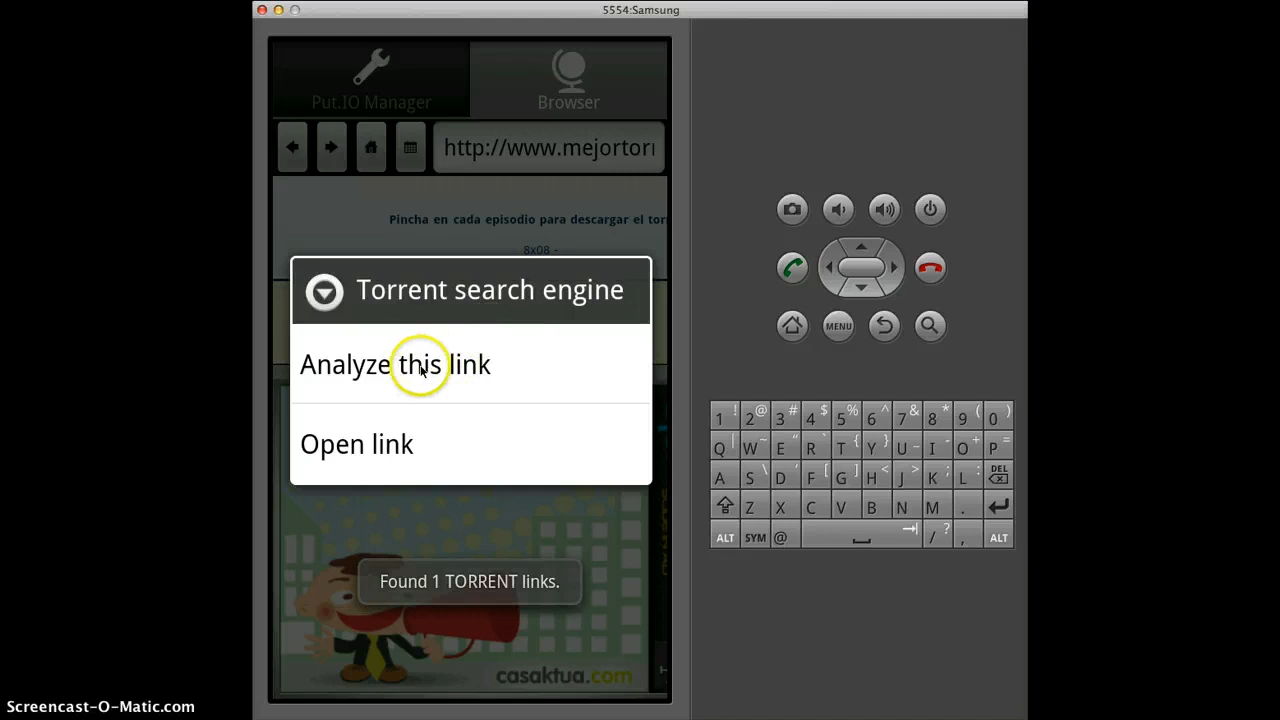 5554:Samsung
Put.IO Manager
Browser
http://www.mejortorr
Pincha en cada episodio para descargar el tor
8x08 -
Torrent search engine
Analyze this link
Open link
Found 1 TORRENT links.
casaktua.com
MENU
1 ! 2 @ 3 # 4 $ 5 % 6 ^ 7 & 8 * 9 ( 0 )
Q | W ~ E " R ` T { Y } U _ I - O + P =
A S \ D ' F [ G ] H < J > K ; L : DEL
Z X C V B N M .
ALT SYM @ / ? , ALT
Screencast-O-Matic.com